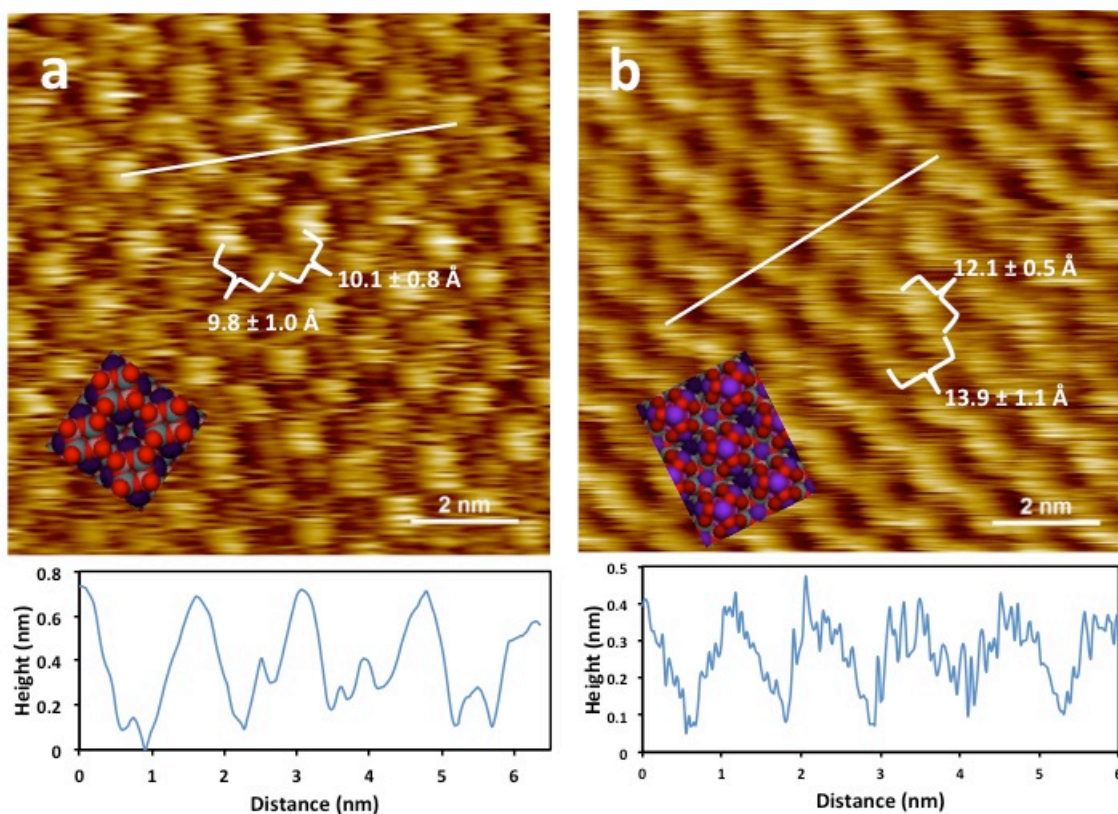 a
10.1 ± 0.8 Å
9.8 ± 1.0 Å
2 nm
b
12.1 ± 0.5 Å
13.9 ± 1.1 Å
2 nm
0.8
0.6
0.4
0.2
0
Height (nm)
0 1 2 3 4 5 6
Distance (nm)
0.5
0.4
0.3
0.2
0.1
0
Height (nm)
0 1 2 3 4 5 6
Distance (nm)